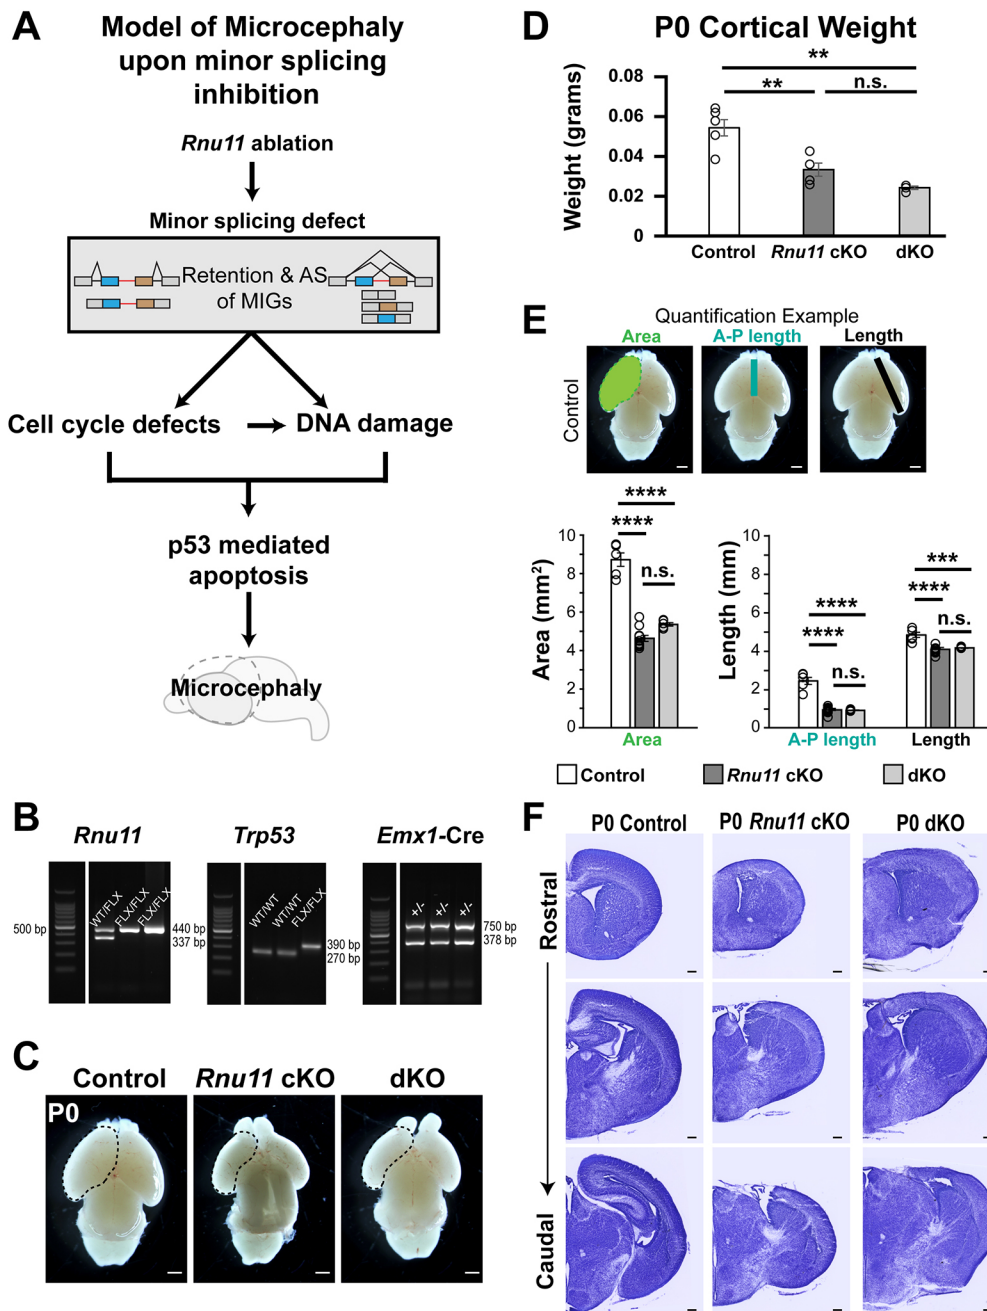 A
Model of Microcephaly
upon minor splicing
inhibition
Rnu11 ablation
Minor splicing defect
Retention & AS
of MIGs
Cell cycle defects
DNA damage
p53 mediated
apoptosis
Microcephaly
B
Rnu11
Trp53
Emx1-Cre
500 bp
WT/FLX
FLX/FLX
FLX/FLX
440 bp
337 bp
WT/WT
WT/WT
FLX/FLX
390 bp
270 bp
+/-
+/-
+/-
750 bp
378 bp
C
Control
Rnu11 cKO
dKO
P0
D
P0 Cortical Weight
Weight (grams)
0.08
0.06
0.04
0.02
0
**
**
n.s.
Control
Rnu11 cKO
dKO
E
Quantification Example
Area
A-P length
Length
Control
Area (mm²)
10
8
6
4
2
0
****
****
n.s.
Area
Length (mm)
10
8
6
4
2
0
****
****
n.s.
***
****
n.s.
A-P length
Length
Control
Rnu11 cKO
dKO
F
P0 Control
P0 Rnu11 cKO
P0 dKO
Rostral
Caudal